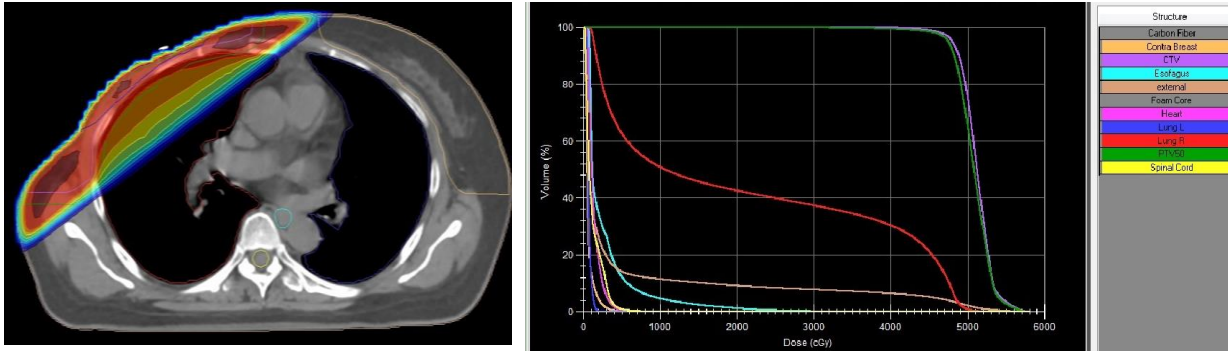 Volume (%)
100
80
60
40
20
0
0
1000
2000
3000
4000
5000
6000
Dose (cGy)
Structure
Carbon Fiber
Contra Breast
CTV
Esofagus
external
Foam Core
Heart
Lung L
Lung R
PTV50
Spinal Cord